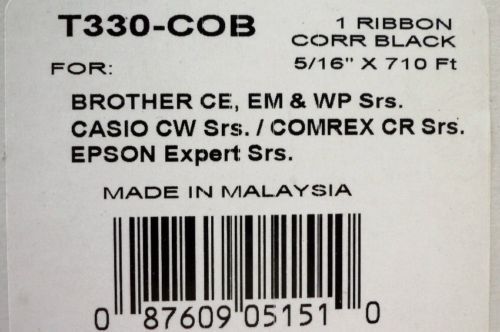 T330-COB
1 RIBBON
CORR BLACK
FOR:
5/16" X 710 Ft
BROTHER CE, EM & WP Srs.
CASIO CW Srs. / COMREX CR Srs.
EPSON Expert Srs.
MADE IN MALAYSIA
0 87609 05151 0